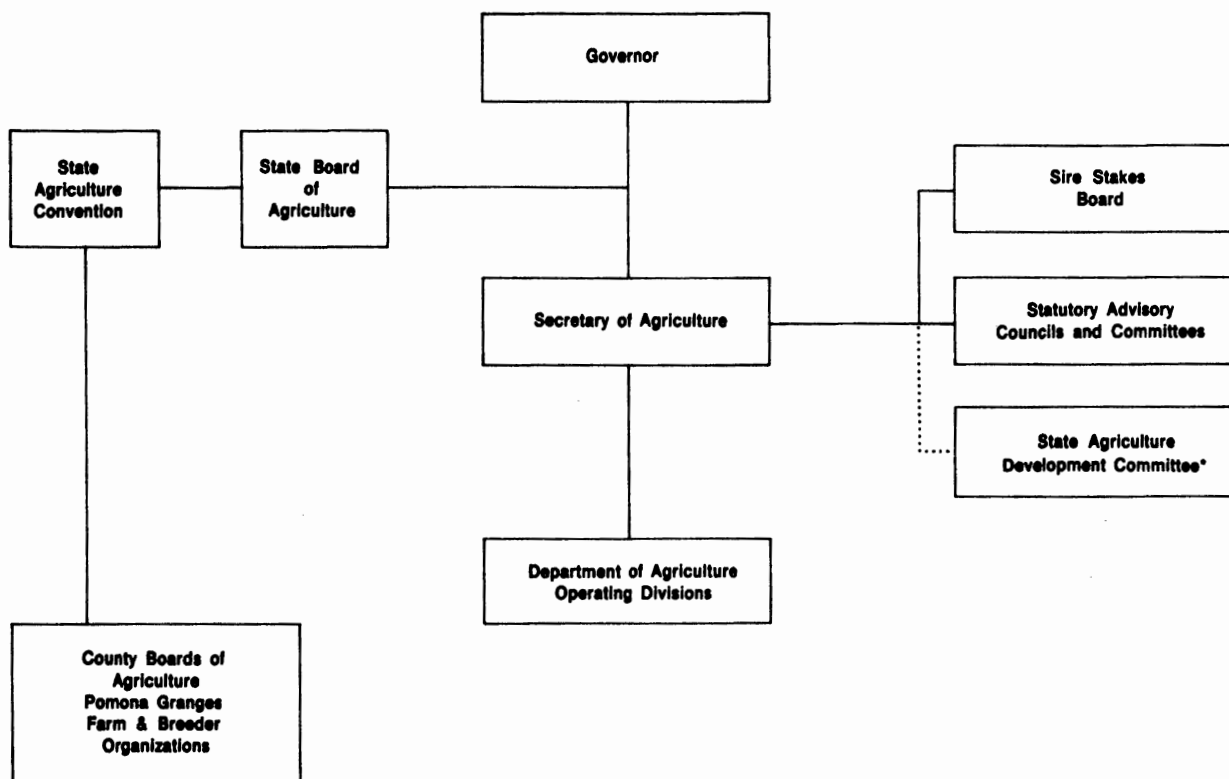 Governor
State
Agriculture
Convention
State Board
of
Agriculture
Sire Stakes
Board
Secretary of Agriculture
Statutory Advisory
Councils and Committees
State Agriculture
Development Committee*
Department of Agriculture
Operating Divisions
County Boards of
Agriculture
Pomona Granges
Farm & Breeder
Organizations